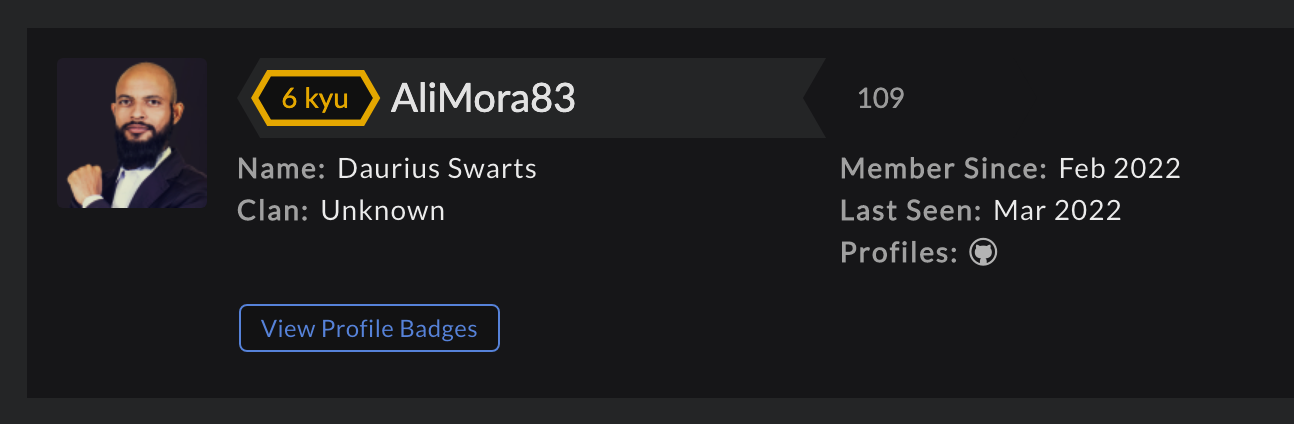 6 kyu AliMora83 109
Name: Daurius Swarts
Clan: Unknown
Member Since: Feb 2022
Last Seen: Mar 2022
Profiles:
View Profile Badges